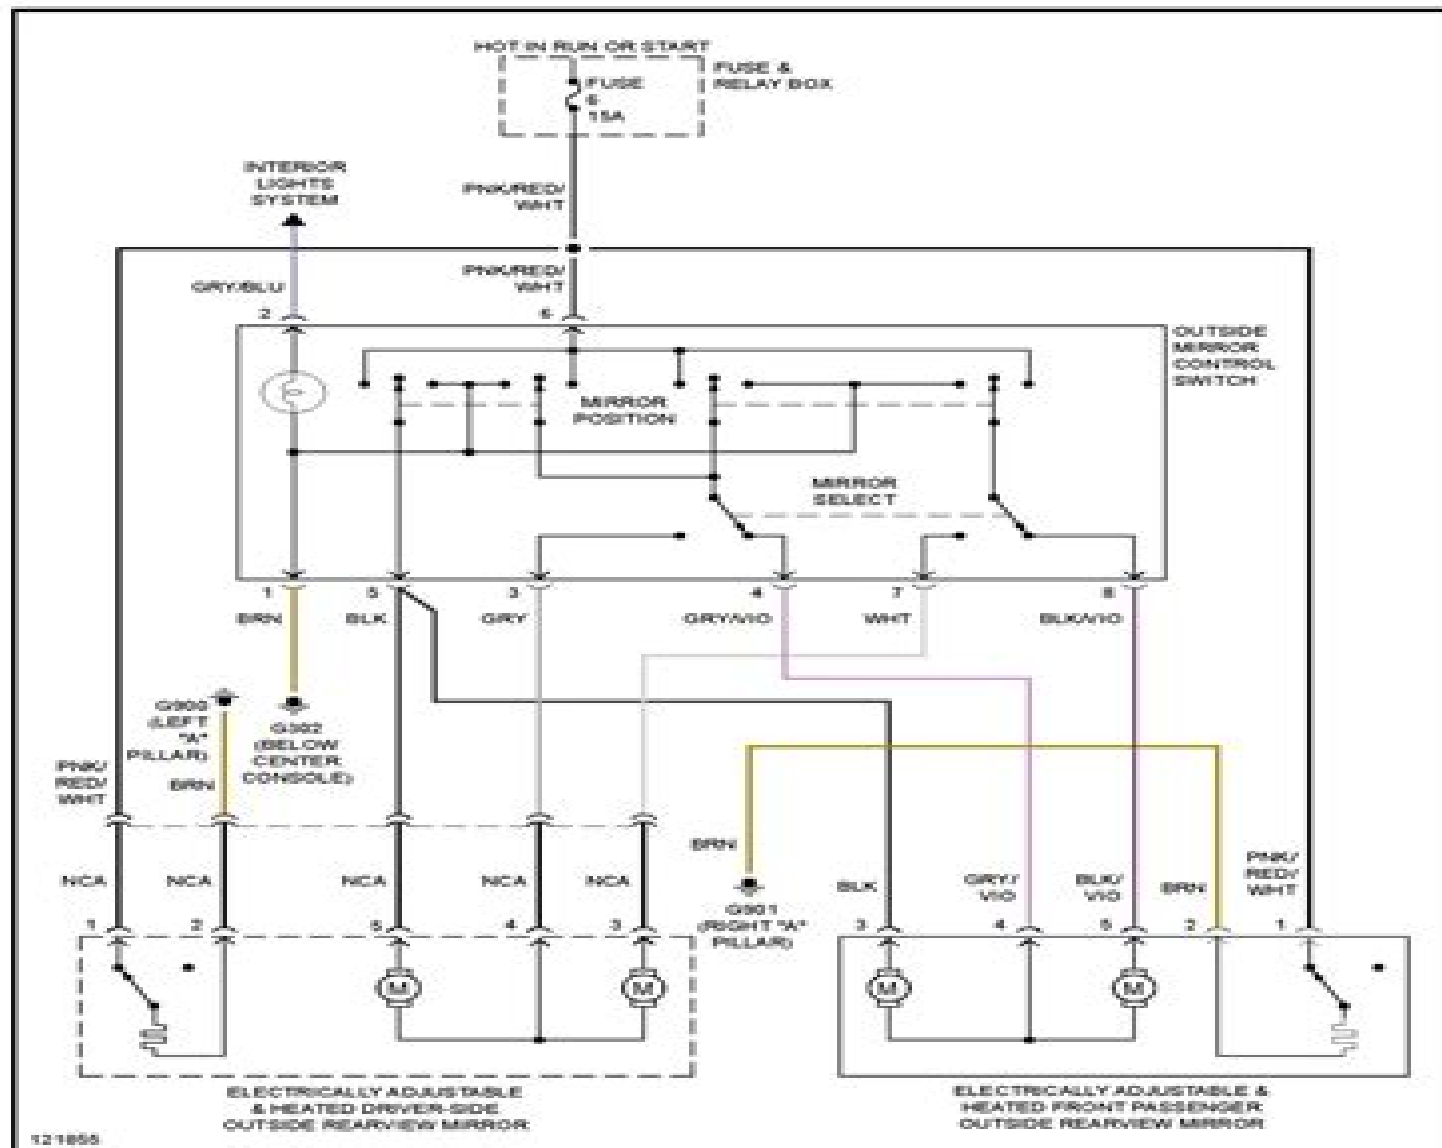 HOT IN RUN OR START
FUSE &
RELAY BOX
FUSE
6
15A
INTERIOR
LIGHTS
SYSTEM
PNK/RED/
WHT
GRY/BLU
PNK/RED/
WHT
2
6
OUTSIDE
MIRROR
CONTROL
SWITCH
MIRROR
POSITION
MIRROR
SELECT
1
5
3
4
7
8
BRN
BLK
GRY
GRY/VIO
WHT
BLK/VIO
G900
(LEFT
"A"
PILLAR)
G302
(BELOW
CENTER
CONSOLE)
PNK/
RED/
WHT
BRN
BRN
G901
(RIGHT "A"
PILLAR)
NCA
NCA
NCA
NCA
NCA
BLK
GRY/
VIO
BLK/
VIO
BRN
PNK/
RED/
WHT
1
2
5
4
3
3
4
5
2
1
M
M
M
M
ELECTRICALLY ADJUSTABLE
& HEATED DRIVER-SIDE
OUTSIDE REARVIEW MIRROR
ELECTRICALLY ADJUSTABLE &
HEATED FRONT PASSENGER
OUTSIDE REARVIEW MIRROR
121855